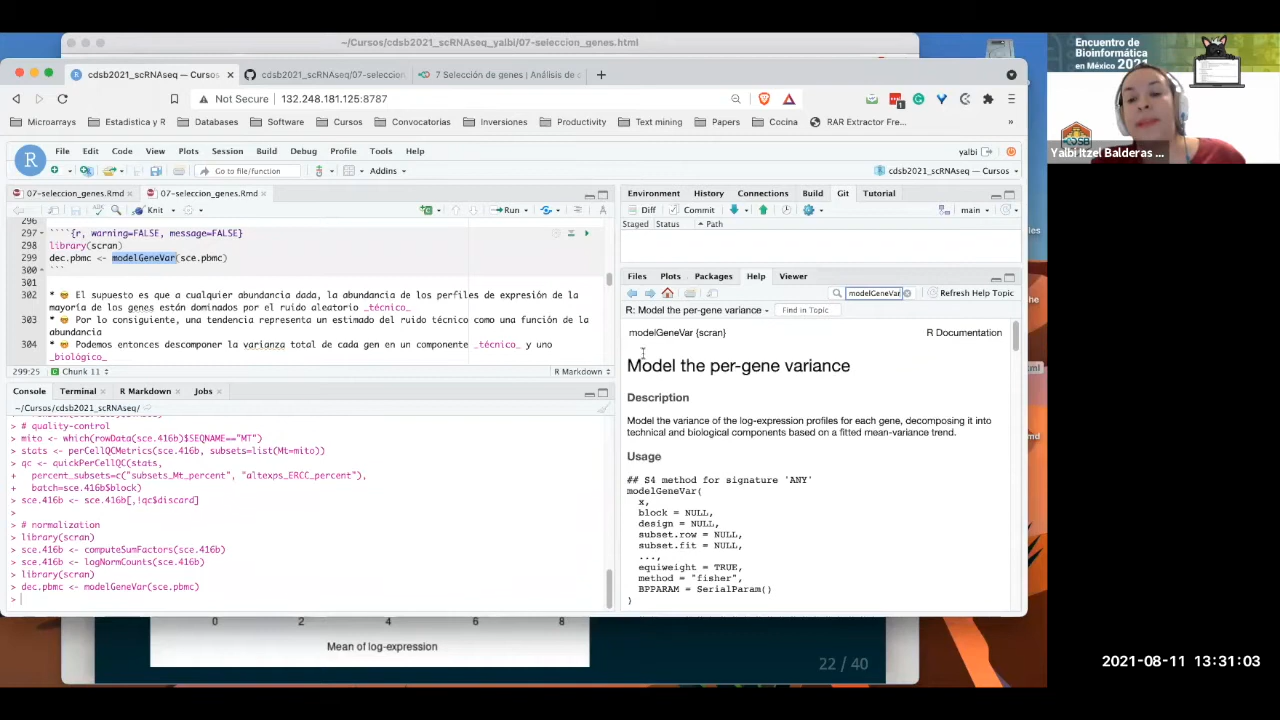 ~/Cursos/cdsb2021_scRNAseq_yalbi/07-seleccion_genes.html
cdsb2021_scRNAseq — Cursos
cdsb2021_scRNAseq/07-seleccion
7 Selección de genes | Análisis de
Not Secure 132.248.181.125:8787
Microarrays Estadistica y R Databases Software Cursos Convocatorias Inversiones Productivity Text mining Papers Cocina RAR Extractor Fre...
File Edit Code View Plots Session Build Debug Profile Tools Help
yalbi
Go to file/function
Addins
cdsb2021_scRNAseq — Cursos
07-seleccion_genes.Rmd 07-seleccion_genes.Rmd
Knit
Run
296
297 ````{r, warning=FALSE, message=FALSE}
298 library(scran)
299 dec.pbmc <- modelGeneVar(sce.pbmc)
300 ```
301
302 * 🤓 El supuesto es que a cualquier abundancia dada, la abundancia de los perfiles de expresión de la
mayoría de los genes están dominados por el ruido aleatorio _técnico_
303 * 🤓 Por lo consiguiente, una tendencia representa un estimado del ruido técnico como una función de la
abundancia
304 * 🤓 Podemos entonces descomponer la varianza total de cada gen en un componente _técnico_ y uno
_biológico_
299:25 Chunk 11 R Markdown
Console Terminal R Markdown Jobs
~/Cursos/cdsb2021_scRNAseq/
> # quality-control
> mito <- which(rowData(sce.416b)$SEQNAME=="MT")
> stats <- perCellQCMetrics(sce.416b, subsets=list(Mt=mito))
> qc <- quickPerCellQC(stats,
+ percent_subsets=c("subsets_Mt_percent", "altexps_ERCC_percent"),
+ batch=sce.416b$block)
> sce.416b <- sce.416b[,!qc$discard]
>
> # normalization
> library(scran)
> sce.416b <- computeSumFactors(sce.416b)
> sce.416b <- logNormCounts(sce.416b)
> library(scran)
> dec.pbmc <- modelGeneVar(sce.pbmc)
>
Environment History Connections Build Git Tutorial
Diff Commit main
Staged Status Path
Files Plots Packages Help Viewer
modelGeneVar
Refresh Help Topic
R: Model the per-gene variance
Find in Topic
modelGeneVar {scran} R Documentation
Model the per-gene variance
Description
Model the variance of the log-expression profiles for each gene, decomposing it into
technical and biological components based on a fitted mean-variance trend.
Usage
## S4 method for signature 'ANY'
modelGeneVar(
x,
block = NULL,
design = NULL,
subset.row = NULL,
subset.fit = NULL,
...,
equiweight = TRUE,
method = "fisher",
BPPARAM = SerialParam()
)
0 2 4 6 8
Mean of log-expression
22 / 40
Encuentro de
Bioinformática
en México 2021
Yalbi Itzel Balderas ...
2021-08-11 13:31:03